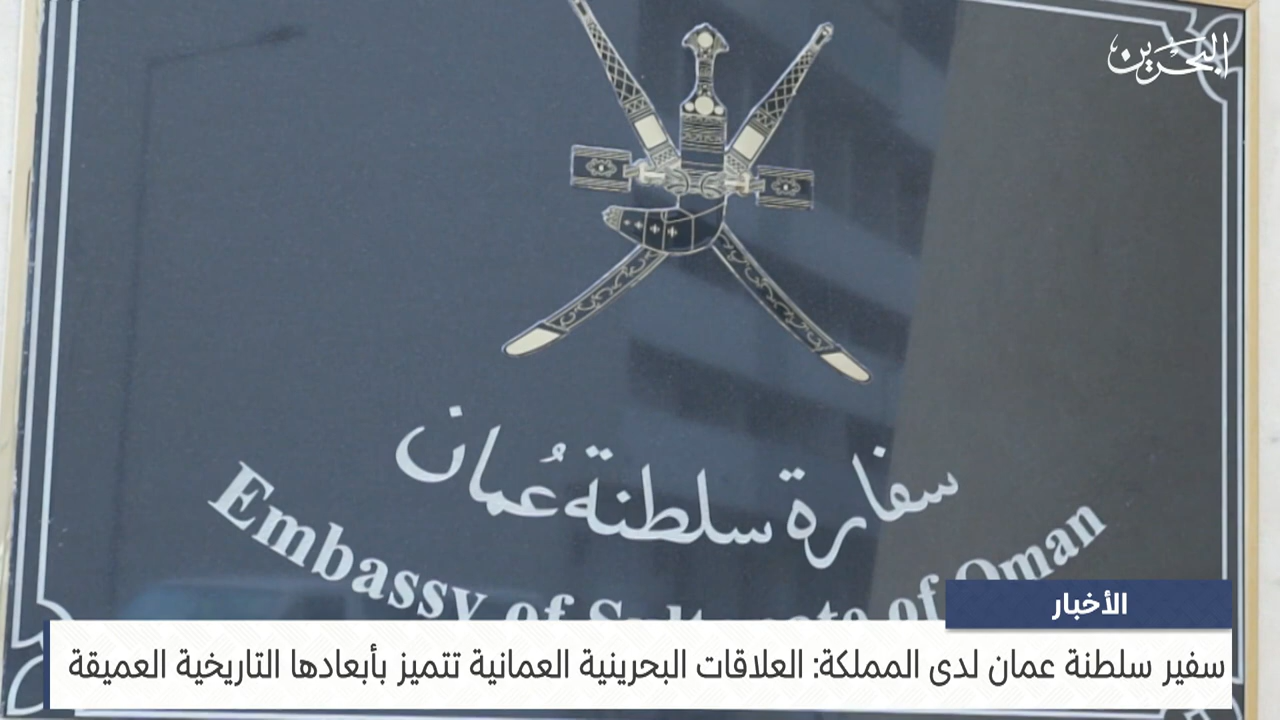 البحرين
سفارة سلطنة عُمان
Embassy of Sultanate of Oman
الأخبار
سفير سلطنة عمان لدى المملكة: العلاقات البحرينية العمانية تتميز بأبعادها التاريخية العميقة